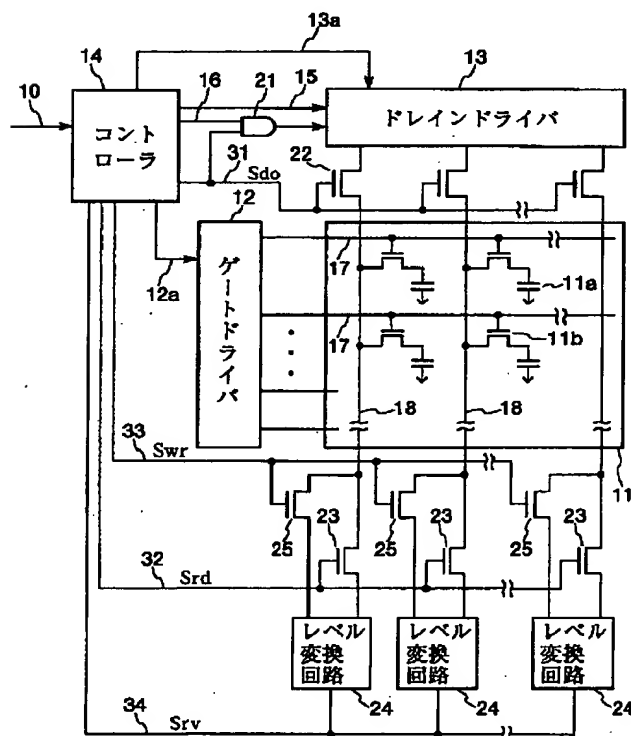 13a
14
13
10
16
21
15
コント
ローラ
ドレインドライバ
22
31
Sdo
12
12a
ゲートドライバ
17
11a
17
11b
18
18
33
Swr
11
25
23
25
23
25
23
32
Srd
レベル
変換
回路
レベル
変換
回路
レベル
変換
回路
34
Srv
24
24
24